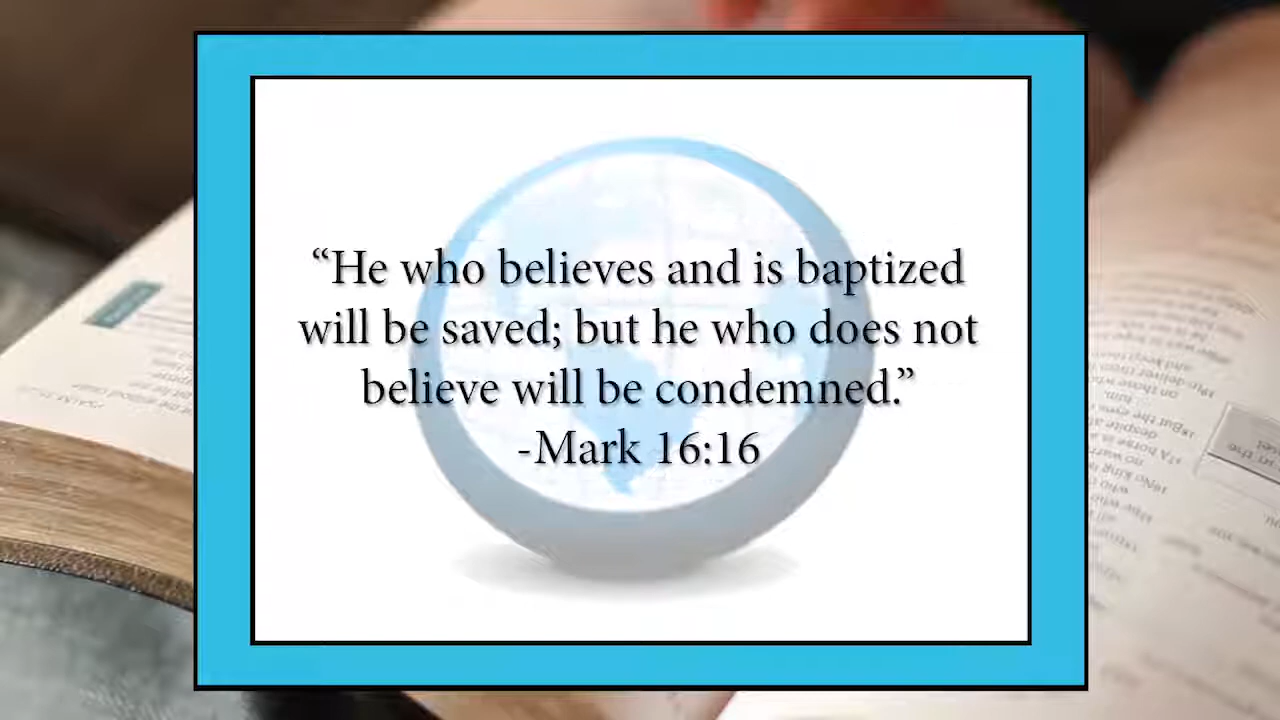 “He who believes and is baptized
will be saved; but he who does not
believe will be condemned.”
-Mark 16:16